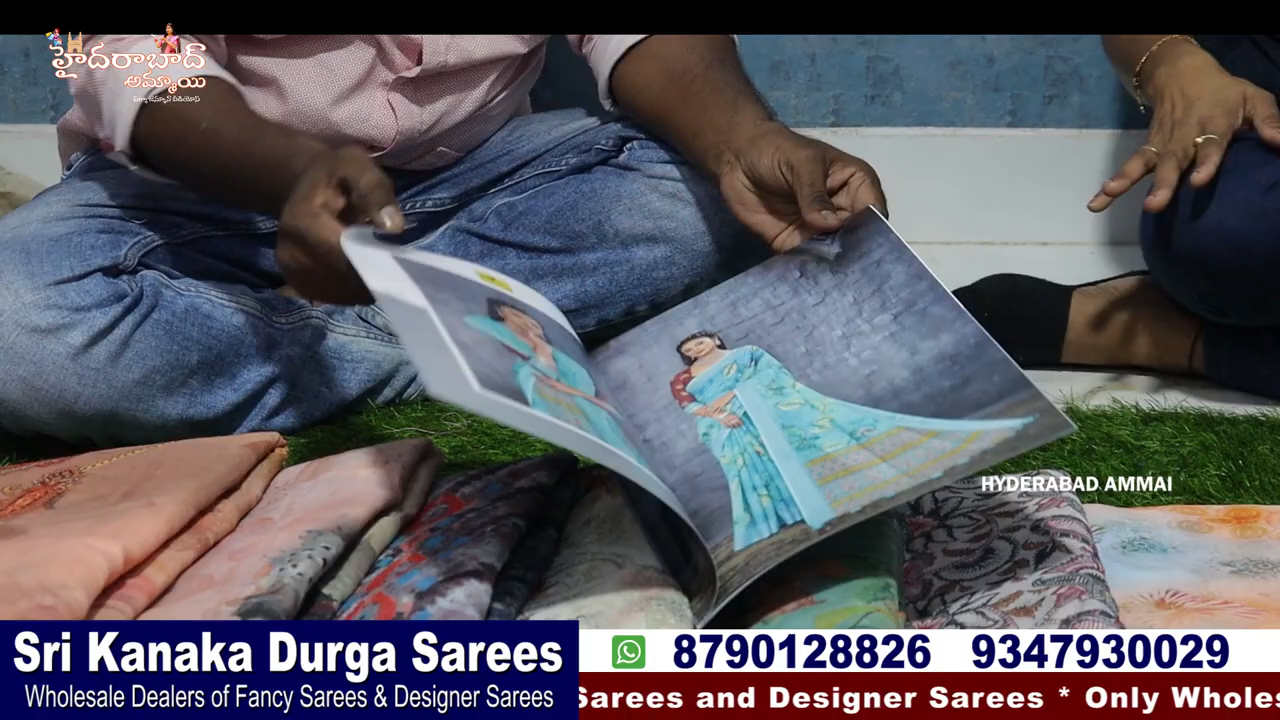 హైదరాబాద్
అమ్మాయి
HYDERABAD AMMAI
Sri Kanaka Durga Sarees
Wholesale Dealers of Fancy Sarees & Designer Sarees
8790128826 9347930029
Sarees and Designer Sarees * Only Wholes